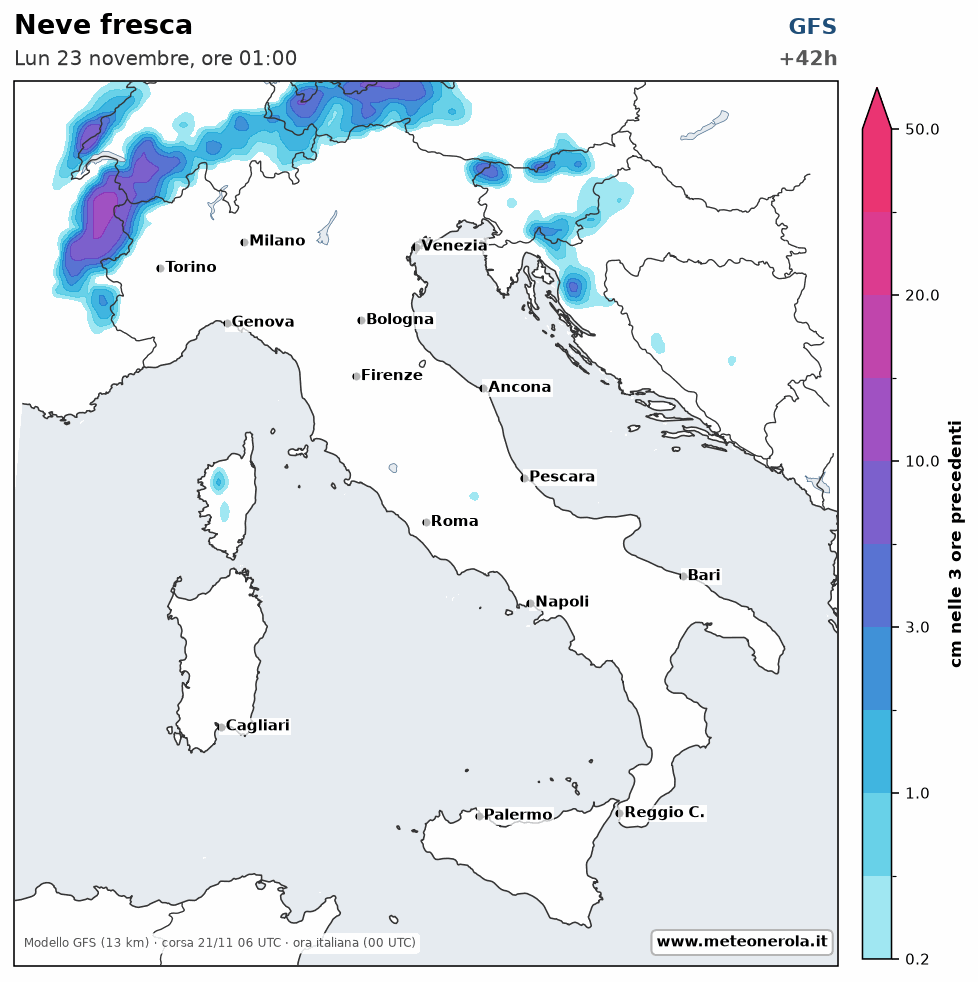 Neve fresca
GFS
Lun 23 novembre, ore 01:00
+42h
Milano
Venezia
Torino
Genova
Bologna
Firenze
Ancona
Pescara
Roma
Bari
Napoli
Cagliari
Palermo
Reggio C.
Modello GFS (13 km) · corsa 21/11 06 UTC · ora italiana (00 UTC)
www.meteonerola.it
50.0
20.0
10.0
3.0
1.0
0.2
cm nelle 3 ore precedenti